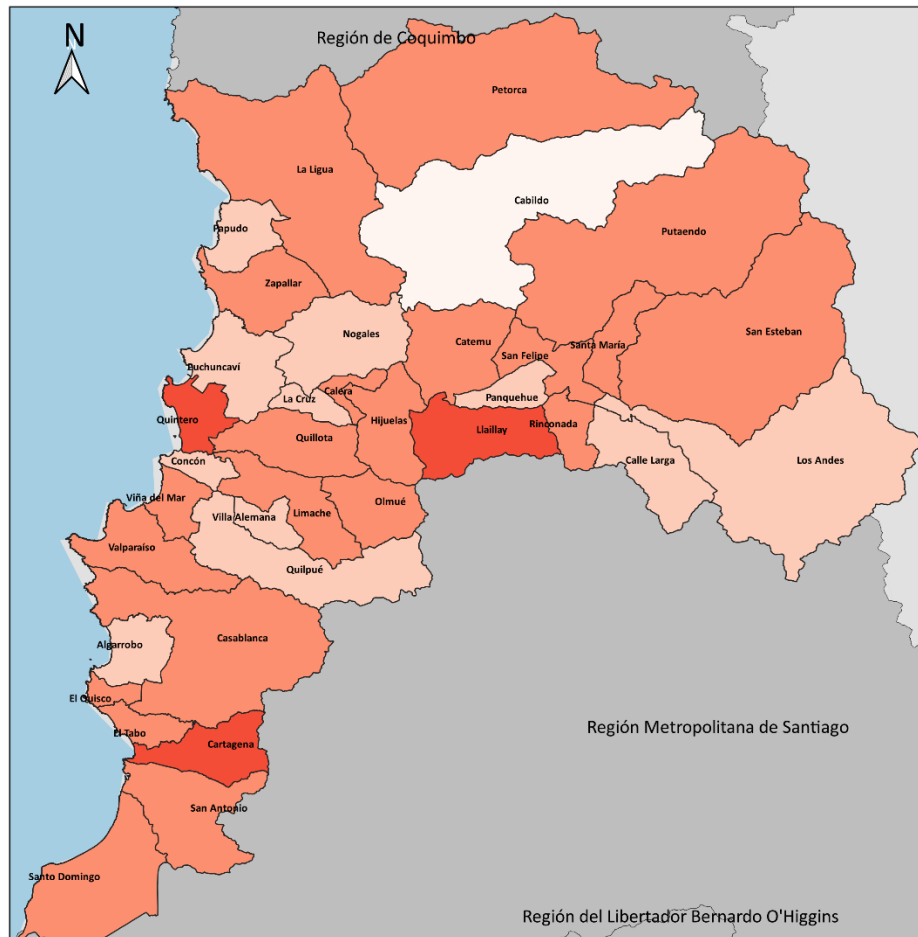 N
Región de Coquimbo
Petorca
La Ligua
Cabildo
Papudo
Putaendo
Zapallar
Nogales
San Esteban
Catemu
San Felipe
Santa María
Puchuncaví
Calera
La Cruz
Panquehue
Quintero
Hijuelas
Llaillay
Rinconada
Quillota
Los Andes
Calle Larga
Concón
Viña del Mar
Olmué
Limache
Villa Alemana
Valparaíso
Quilpué
Casablanca
Algarrobo
El Quisco
El Tabo
Cartagena
Región Metropolitana de Santiago
San Antonio
Santo Domingo
Región del Libertador Bernardo O'Higgins